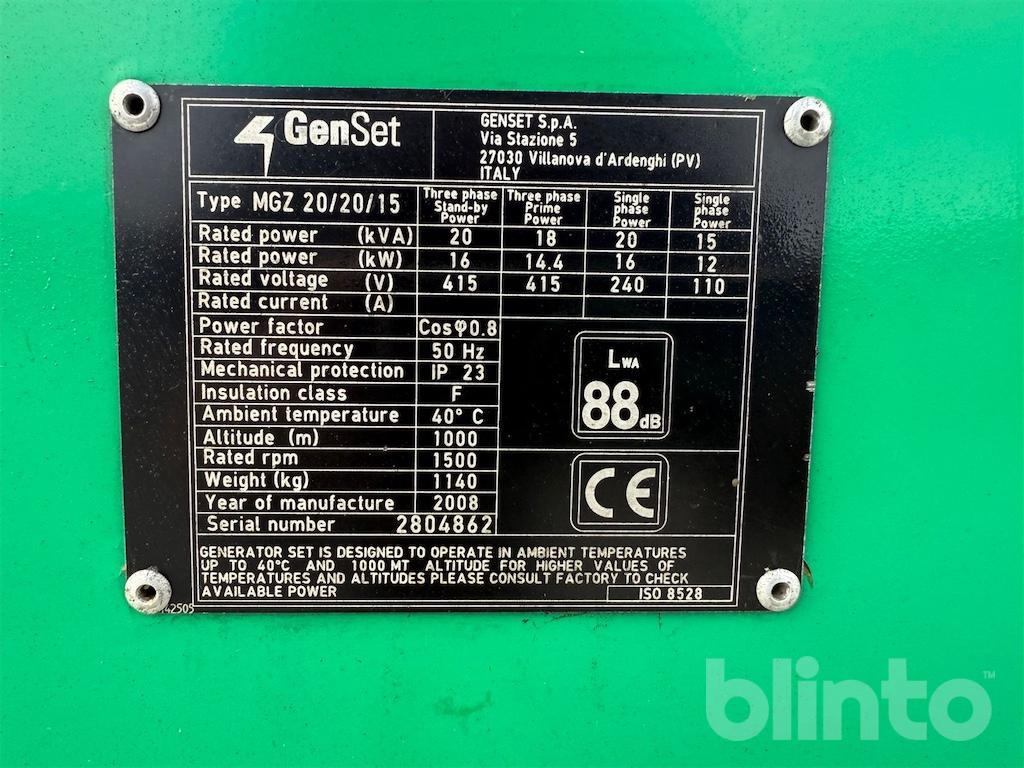 GenSet
GENSET S.p.A.
Via Stazione 5
27030 Villanova d'Ardenghi (PV)
ITALY
Type MGZ 20/20/15
Three phase Stand-by Power
Three phase Prime Power
Single phase Power
Single phase Power
Rated power (kVA) 20 18 20 15
Rated power (kW) 16 14.4 16 12
Rated voltage (V) 415 415 240 110
Rated current (A)
Power factor Cosφ0.8
Rated frequency 50 Hz
Mechanical protection IP 23
Insulation class F
Ambient temperature 40° C
Altitude (m) 1000
Rated rpm 1500
Weight (kg) 1140
Year of manufacture 2008
Serial number 2804862
LWA
88dB
CE
GENERATOR SET IS DESIGNED TO OPERATE IN AMBIENT TEMPERATURES
UP TO 40°C AND 1000 MT ALTITUDE FOR HIGHER VALUES OF
TEMPERATURES AND ALTITUDES PLEASE CONSULT FACTORY TO CHECK
AVAILABLE POWER
ISO 8528
blinto™